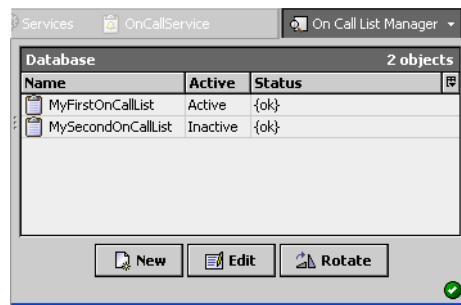 Services OnCallService On Call List Manager
Database 2 objects
Name Active Status
MyFirstOnCallList Active {ok}
MySecondOnCallList Inactive {ok}
New Edit Rotate